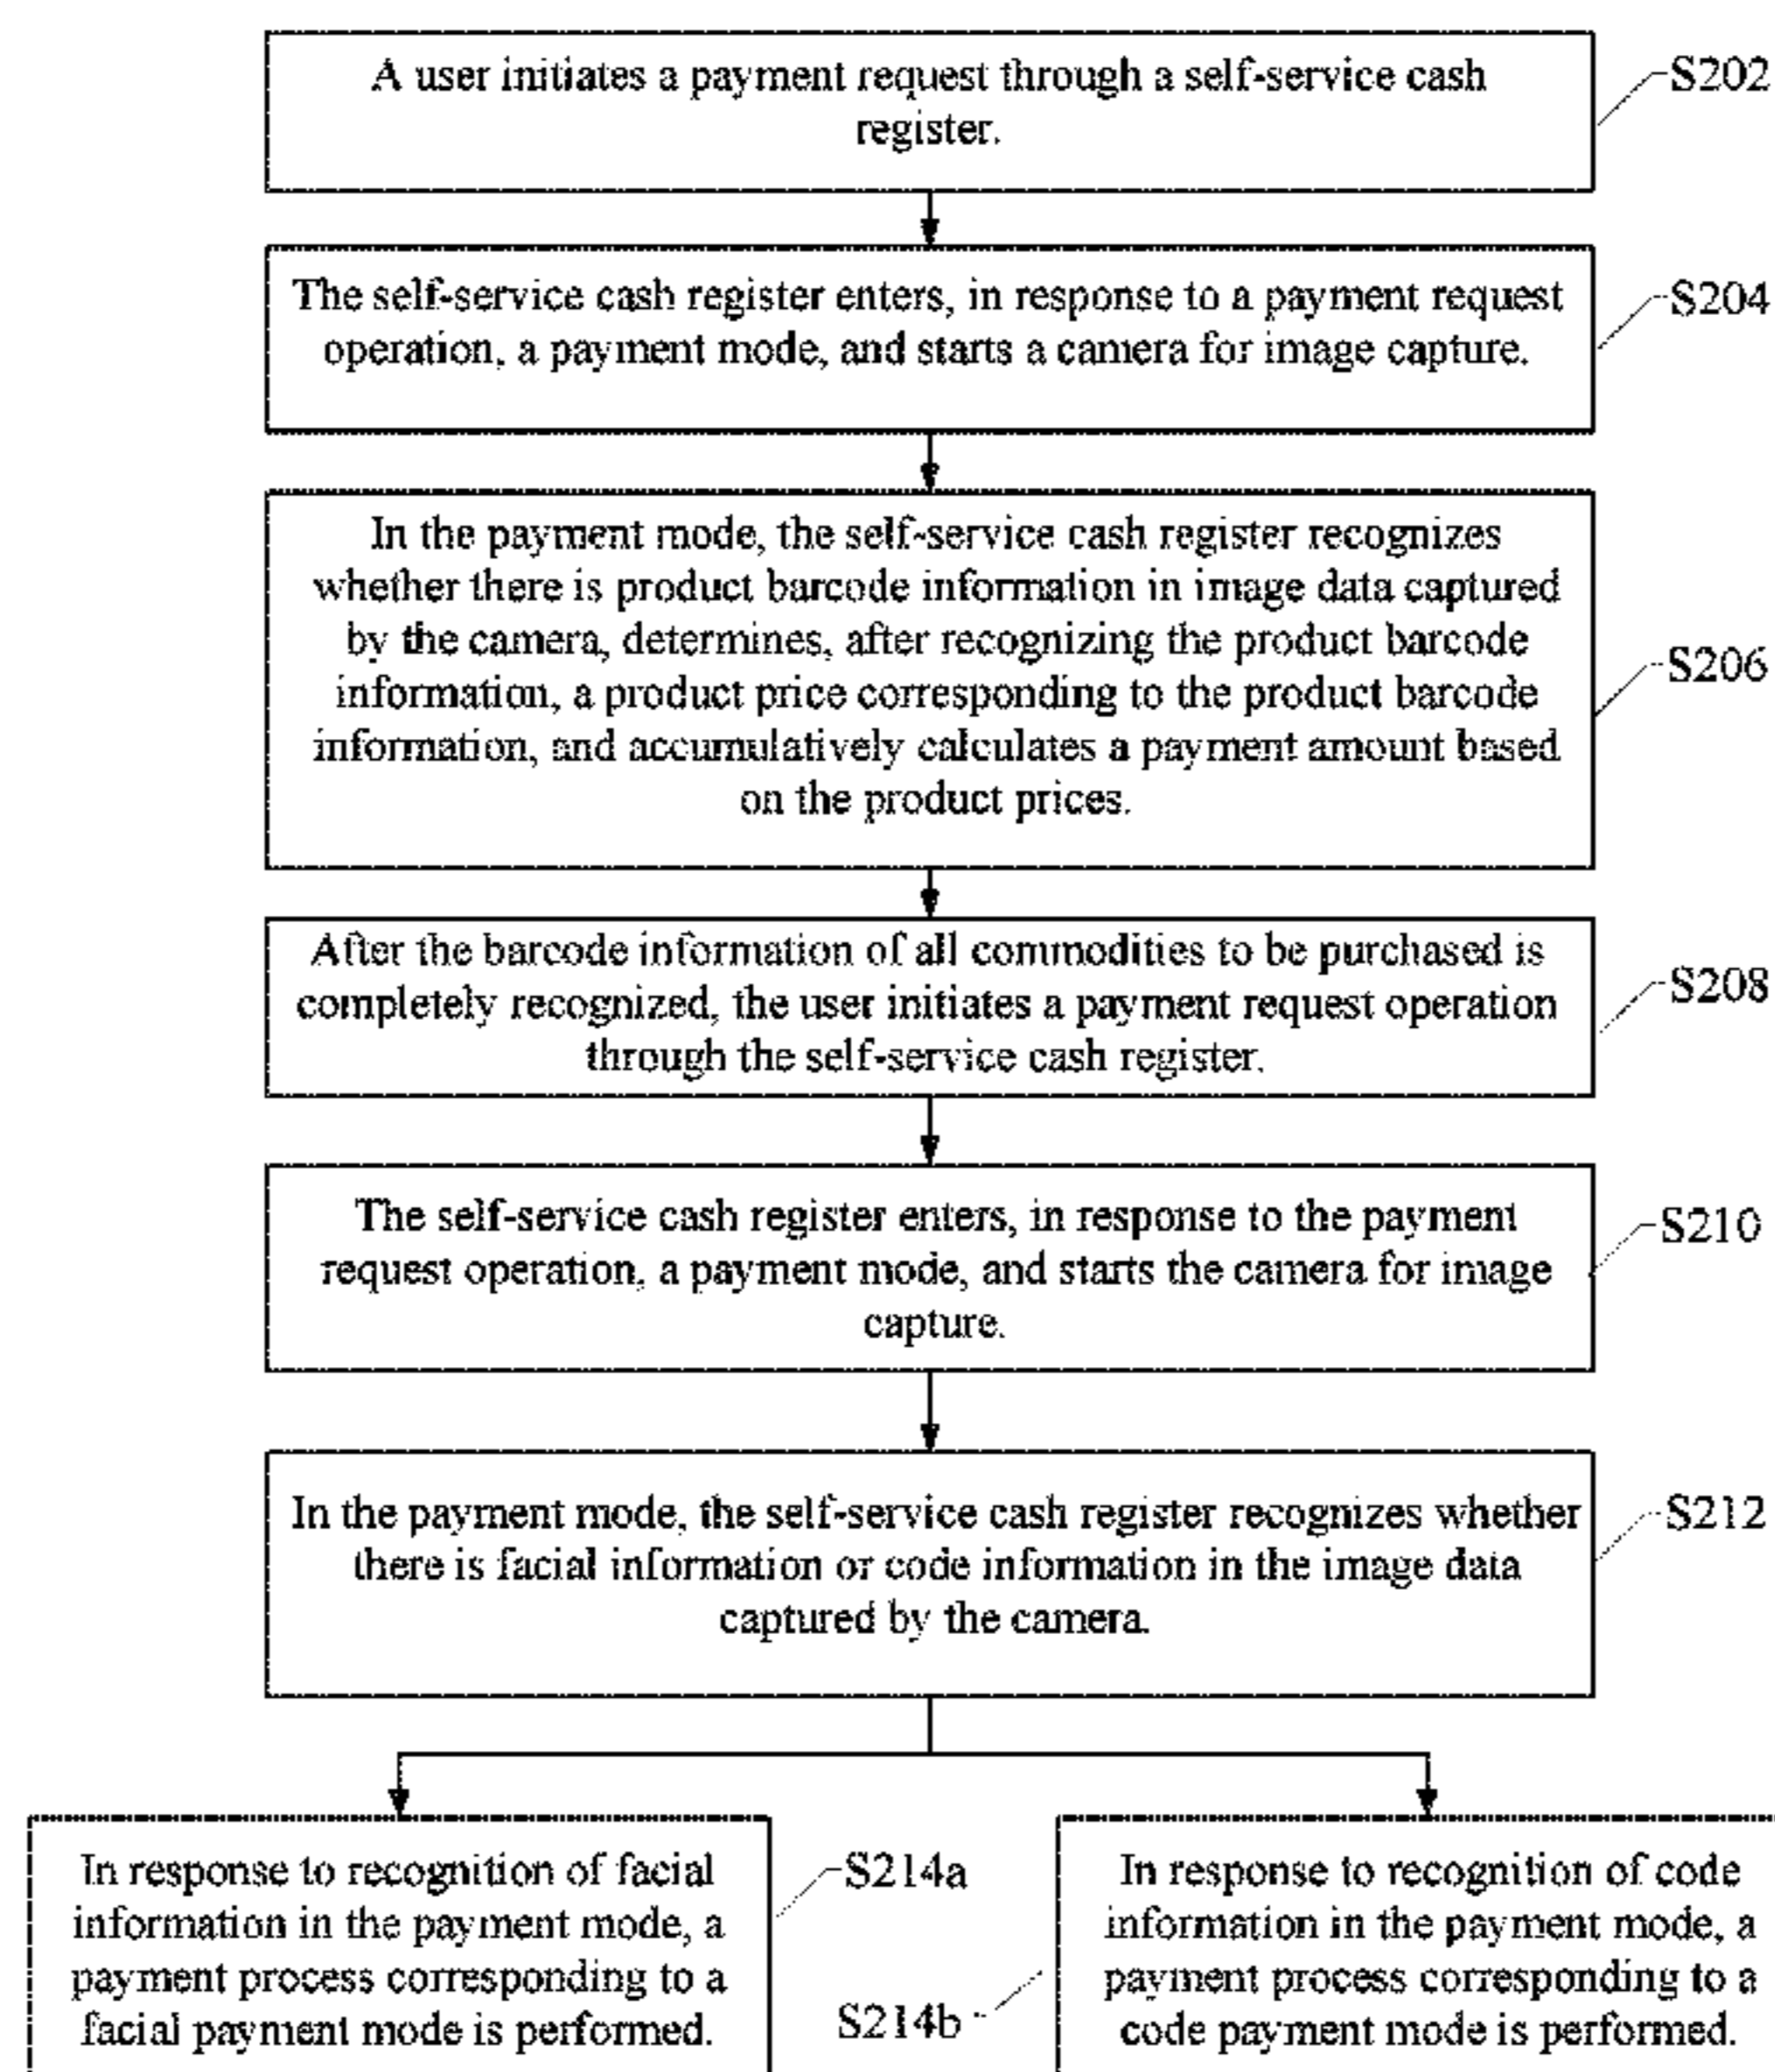 A user initiates a payment request through a self-service cash
register.
S202
The self-service cash register enters, in response to a payment request
operation, a payment mode, and starts a camera for image capture.
S204
In the payment mode, the self-service cash register recognizes
whether there is product barcode information in image data captured
by the camera, determines, after recognizing the product barcode
information, a product price corresponding to the product barcode
information, and accumulatively calculates a payment amount based
on the product prices.
S206
After the barcode information of all commodities to be purchased is
completely recognized, the user initiates a payment request operation
through the self-service cash register.
S208
The self-service cash register enters, in response to the payment
request operation, a payment mode, and starts the camera for image
capture.
S210
In the payment mode, the self-service cash register recognizes whether
there is facial information or code information in the image data
captured by the camera.
S212
In response to recognition of facial
information in the payment mode, a
payment process corresponding to a
facial payment mode is performed.
S214a
In response to recognition of code
information in the payment mode, a
payment process corresponding to a
code payment mode is performed.
S214b